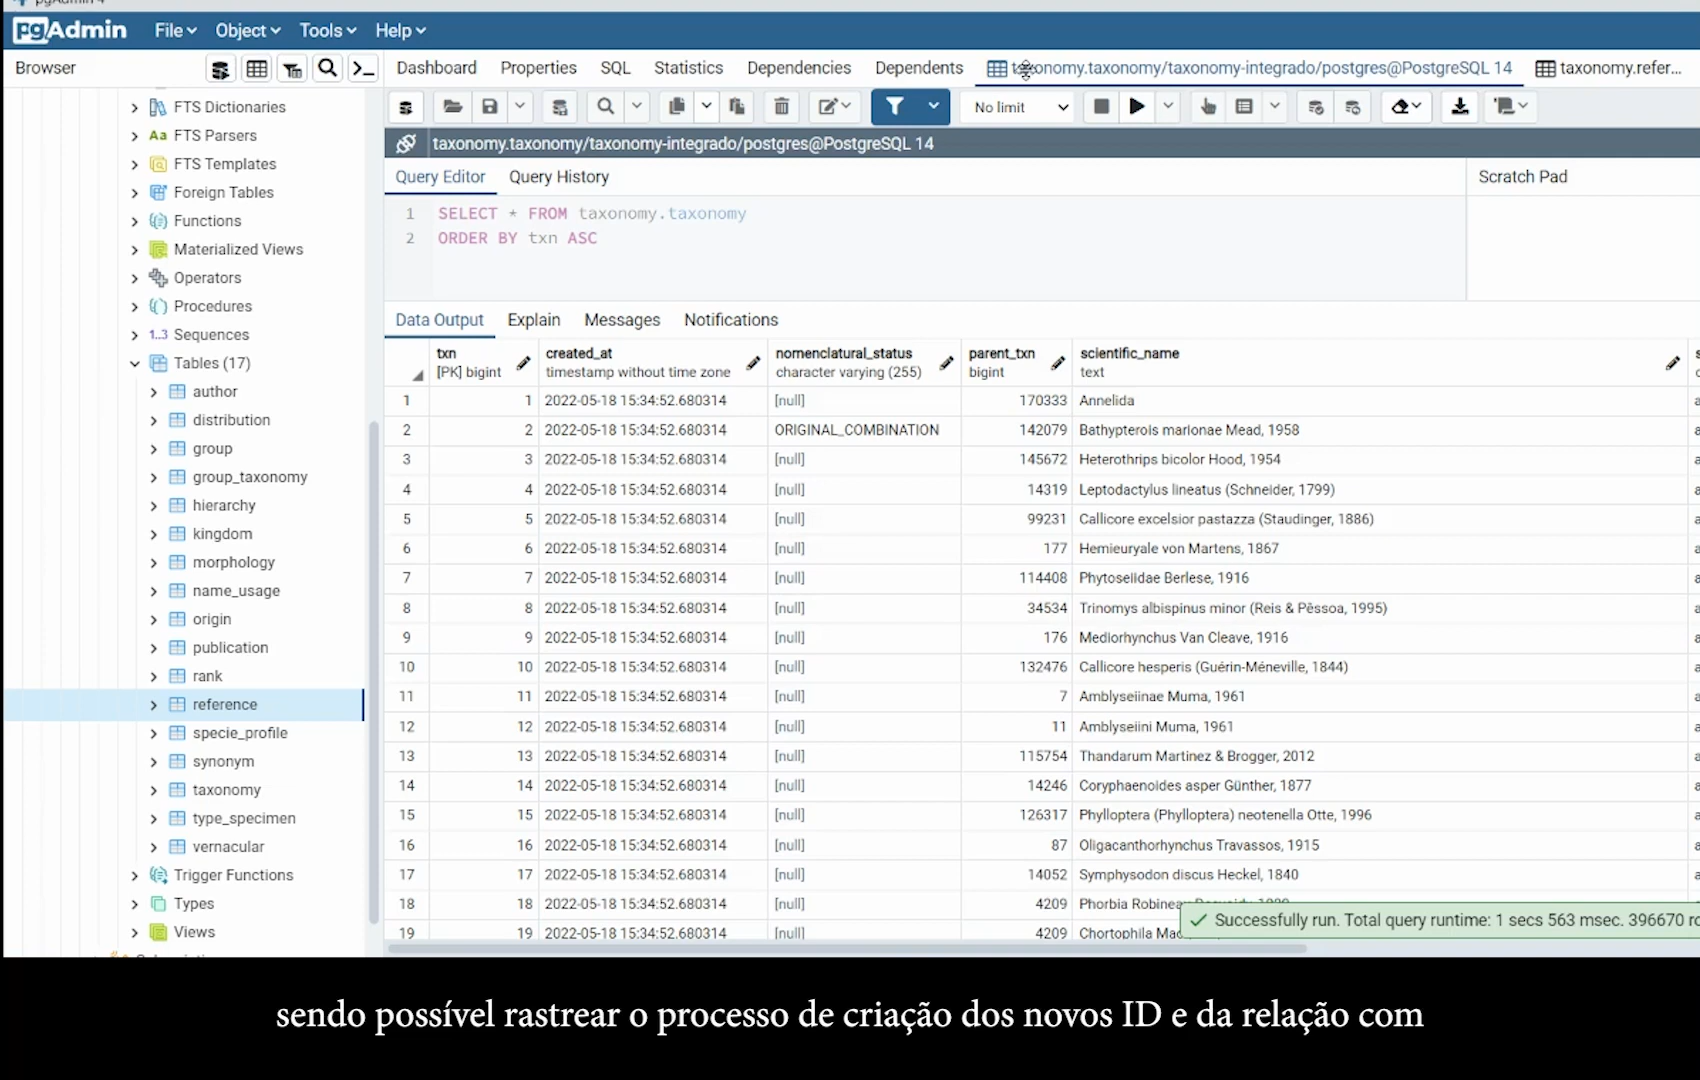 pgAdmin 4
pgAdmin File Object Tools Help
Browser
Dashboard Properties SQL Statistics Dependencies Dependents taxonomy.taxonomy/taxonomy-integrado/postgres@PostgreSQL 14 taxonomy.refer...
No limit
taxonomy.taxonomy/taxonomy-integrado/postgres@PostgreSQL 14
Query Editor Query History Scratch Pad
1 SELECT * FROM taxonomy.taxonomy
2 ORDER BY txn ASC
Data Output Explain Messages Notifications
FTS Dictionaries
Aa FTS Parsers
FTS Templates
Foreign Tables
Functions
Materialized Views
Operators
Procedures
1..3 Sequences
Tables (17)
author
distribution
group
group_taxonomy
hierarchy
kingdom
morphology
name_usage
origin
publication
rank
reference
specie_profile
synonym
taxonomy
type_specimen
vernacular
Trigger Functions
Types
Views
txn created_at nomenclatural_status parent_txn scientific_name
[PK] bigint timestamp without time zone character varying (255) bigint text
1 1 2022-05-18 15:34:52.680314 [null] 170333 Annelida
2 2 2022-05-18 15:34:52.680314 ORIGINAL_COMBINATION 142079 Bathypterois marionae Mead, 1958
3 3 2022-05-18 15:34:52.680314 [null] 145672 Heterothrips bicolor Hood, 1954
4 4 2022-05-18 15:34:52.680314 [null] 14319 Leptodactylus lineatus (Schneider, 1799)
5 5 2022-05-18 15:34:52.680314 [null] 99231 Callicore excelsior pastazza (Staudinger, 1886)
6 6 2022-05-18 15:34:52.680314 [null] 177 Hemieuryale von Martens, 1867
7 7 2022-05-18 15:34:52.680314 [null] 114408 Phytoseiidae Berlese, 1916
8 8 2022-05-18 15:34:52.680314 [null] 34534 Trinomys albispinus minor (Reis & Pêssoa, 1995)
9 9 2022-05-18 15:34:52.680314 [null] 176 Mediorhynchus Van Cleave, 1916
10 10 2022-05-18 15:34:52.680314 [null] 132476 Callicore hesperis (Guérin-Méneville, 1844)
11 11 2022-05-18 15:34:52.680314 [null] 7 Amblyseiinae Muma, 1961
12 12 2022-05-18 15:34:52.680314 [null] 11 Amblyseiini Muma, 1961
13 13 2022-05-18 15:34:52.680314 [null] 115754 Thandarum Martinez & Brogger, 2012
14 14 2022-05-18 15:34:52.680314 [null] 14246 Coryphaenoides asper Günther, 1877
15 15 2022-05-18 15:34:52.680314 [null] 126317 Phylloptera (Phylloptera) neotenella Otte, 1996
16 16 2022-05-18 15:34:52.680314 [null] 87 Oligacanthorhynchus Travassos, 1915
17 17 2022-05-18 15:34:52.680314 [null] 14052 Symphysodon discus Heckel, 1840
18 18 2022-05-18 15:34:52.680314 [null] 4209 Phorbia
19 19 2022-05-18 15:34:52.680314 [null] 4209 Chortophila
Successfully run. Total query runtime: 1 secs 563 msec. 396670
sendo possível rastrear o processo de criação dos novos ID e da relação com